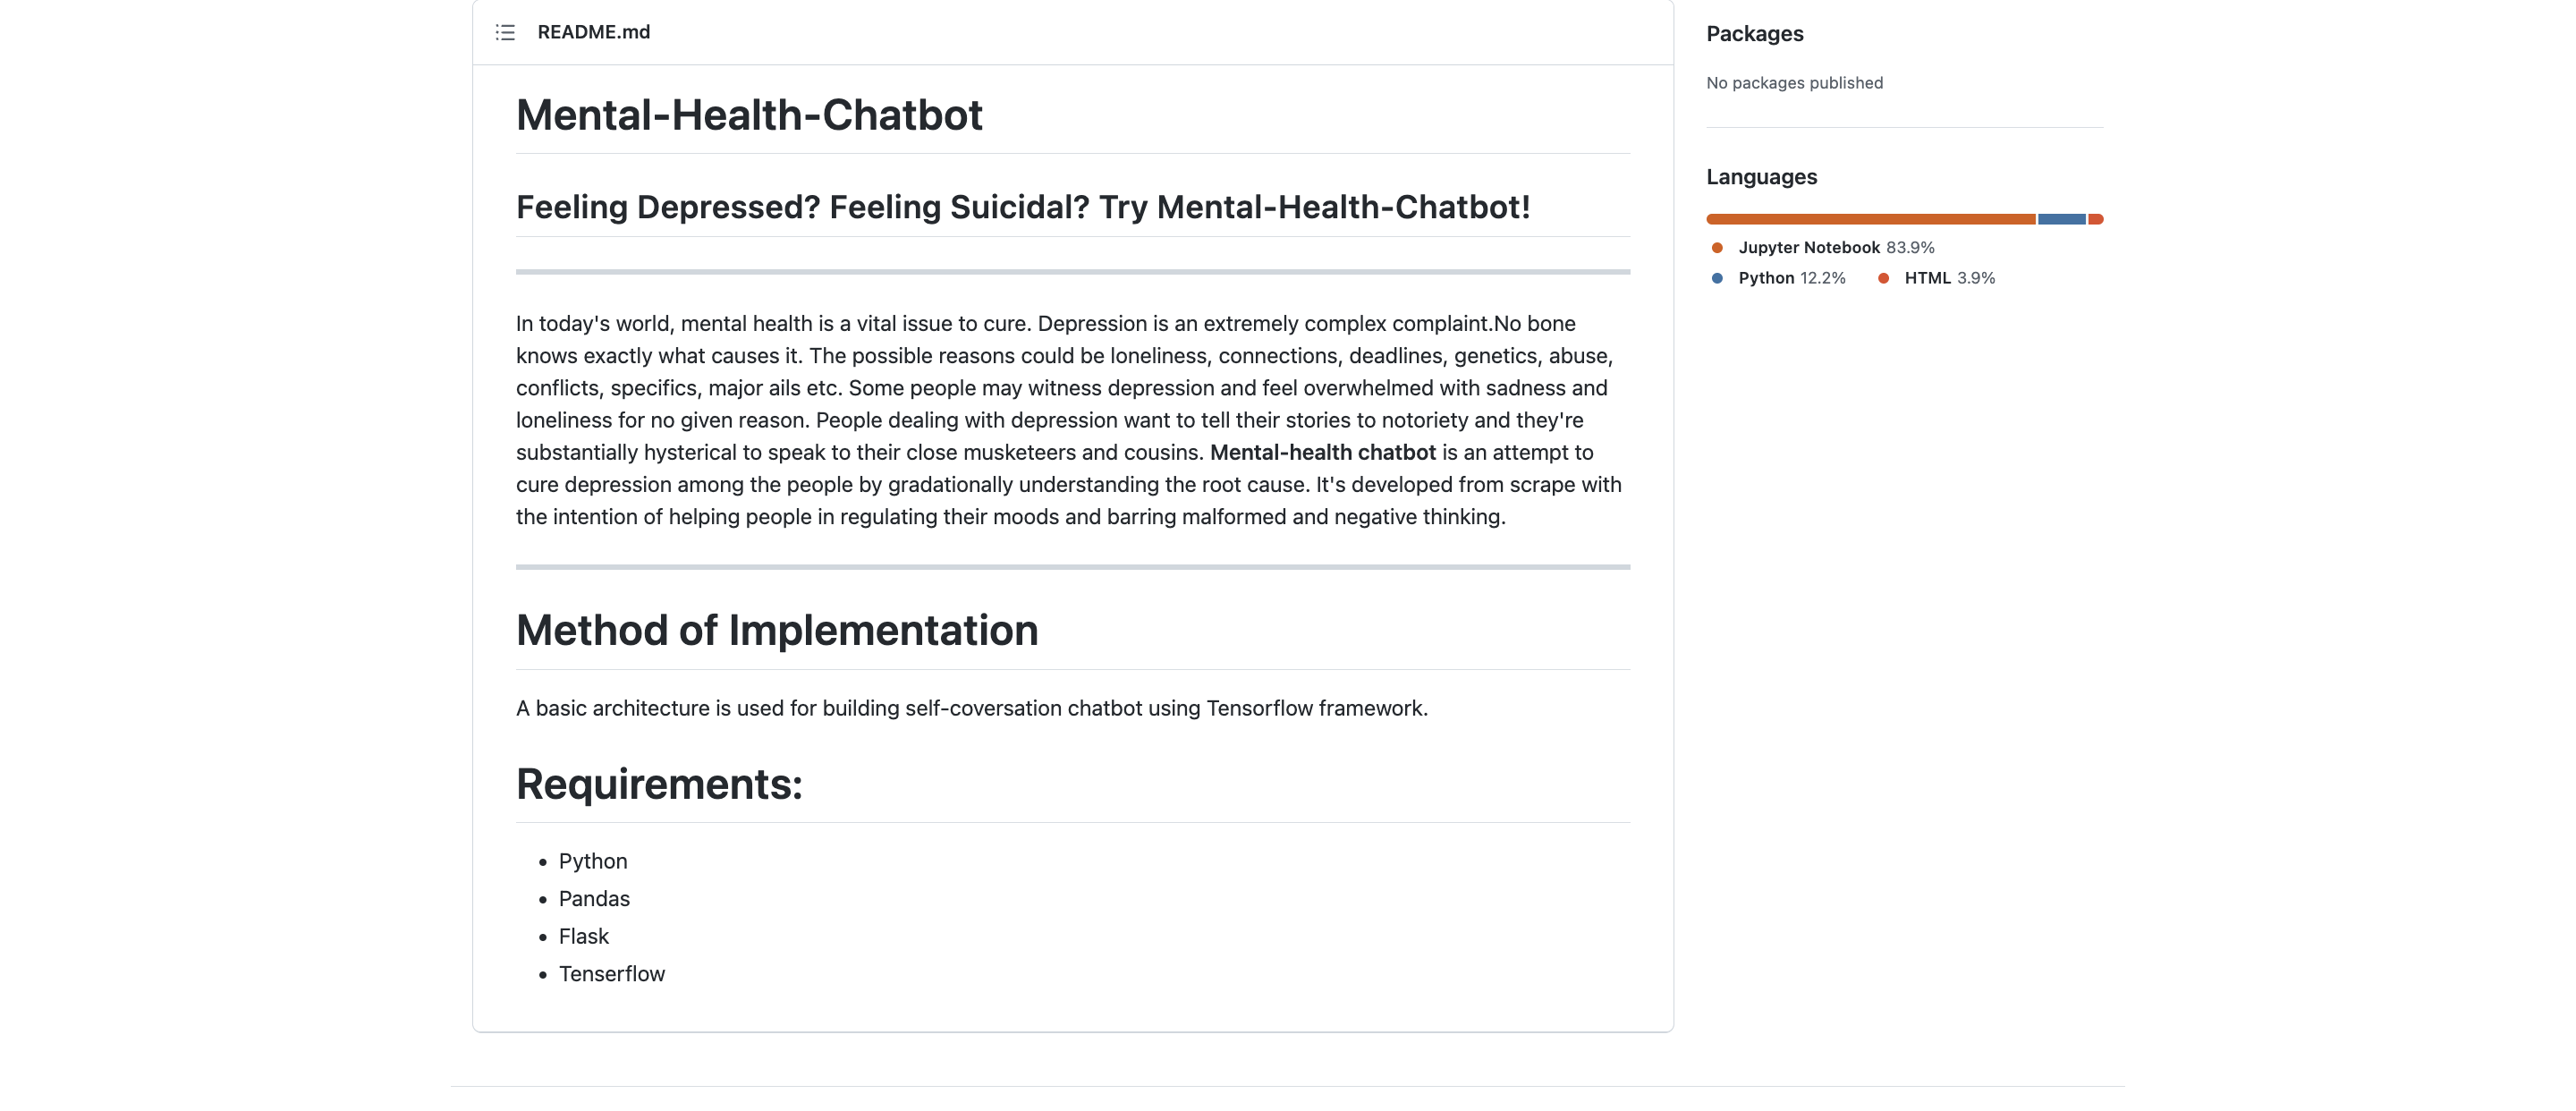 README.md
Mental-Health-Chatbot
Feeling Depressed? Feeling Suicidal? Try Mental-Health-Chatbot!
In today's world, mental health is a vital issue to cure. Depression is an extremely complex complaint.No bone
knows exactly what causes it. The possible reasons could be loneliness, connections, deadlines, genetics, abuse,
conflicts, specifics, major ails etc. Some people may witness depression and feel overwhelmed with sadness and
loneliness for no given reason. People dealing with depression want to tell their stories to notoriety and they're
substantially hysterical to speak to their close musketeers and cousins. Mental-health chatbot is an attempt to
cure depression among the people by gradationally understanding the root cause. It's developed from scrape with
the intention of helping people in regulating their moods and barring malformed and negative thinking.
Method of Implementation
A basic architecture is used for building self-coversation chatbot using Tensorflow framework.
Requirements:
Python
Pandas
Flask
Tenserflow
Packages
No packages published
Languages
Jupyter Notebook 83.9%
Python 12.2% HTML 3.9%